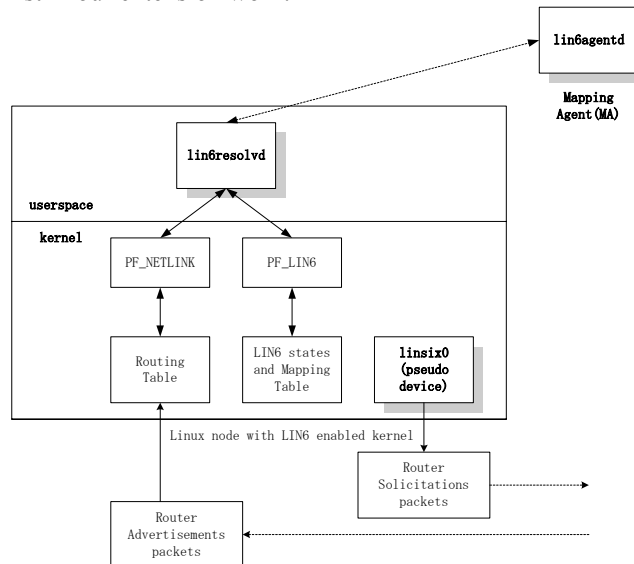 lin6agentd
Mapping
Agent(MA)
lin6resolvd
userspace
kernel
PF_NETLINK
PF_LIN6
Routing
Table
LIN6 states
and Mapping
Table
linsix0
(pseudo
device)
Linux node with LIN6 enabled kernel
Router
Solicitations
packets
Router
Advertisements
packets